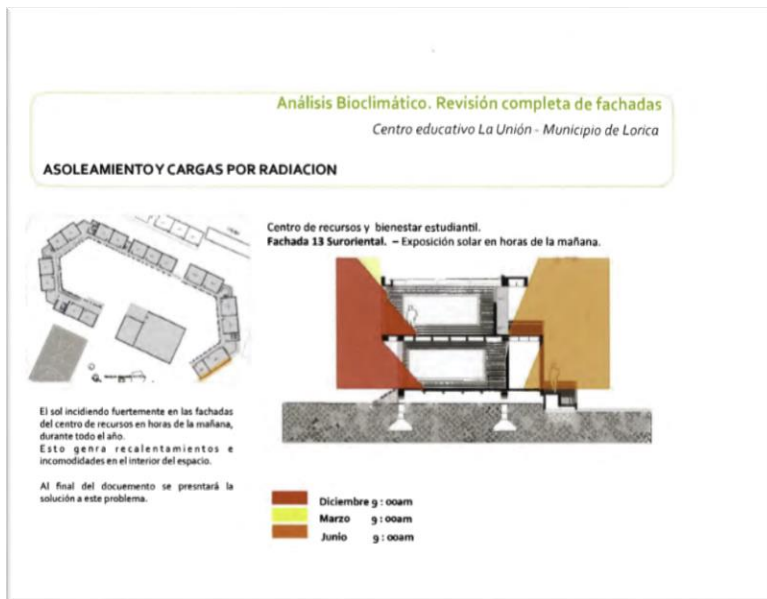 Análisis Bioclimático. Revisión completa de fachadas
Centro educativo La Unión - Municipio de Lorica
ASOLEAMIENTO Y CARGAS POR RADIACION
Centro de recursos y bienestar estudiantil.
Fachada 13 Suroriental. – Exposición solar en horas de la mañana.
El sol incidiendo fuertemente en las fachadas
del centro de recursos en horas de la mañana,
durante todo el año.
Esto genra recalentamientos e
incomodidades en el interior del espacio.
Al final del docuemento se presntará la
solución a este problema.
Diciembre 9 : 00am
Marzo 9 : 00am
Junio 9 : 00am